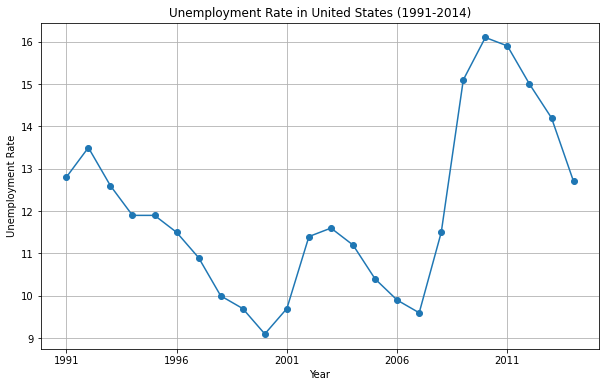 Unemployment Rate in United States (1991-2014)
Unemployment Rate
16
15
14
13
12
11
10
9
1991 1996 2001 2006 2011
Year